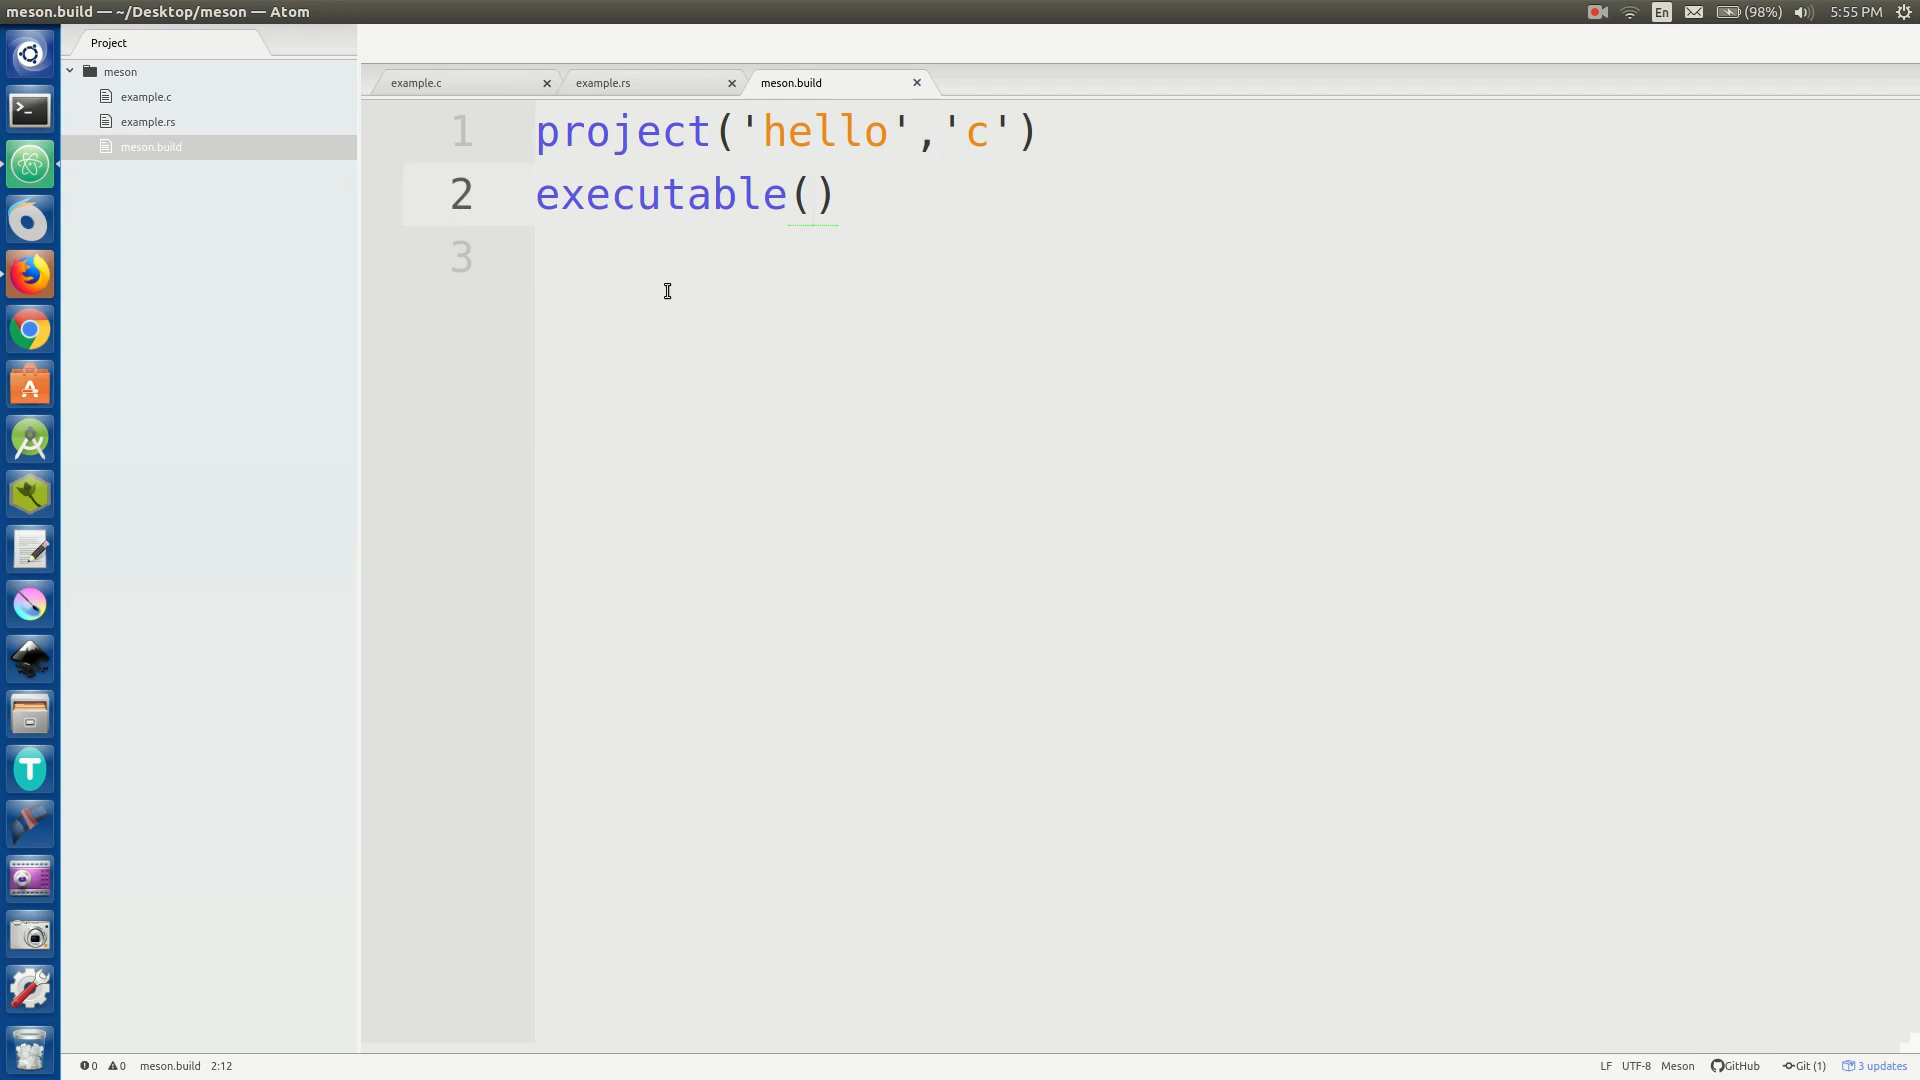 meson.build — ~/Desktop/meson — Atom
En
(98%)
5:55 PM
Project
meson
example.c
example.rs
meson.build
example.c
example.rs
meson.build
1 project('hello','c')
2 executable()
3
0 0 meson.build 2:12
LF UTF-8 Meson GitHub Git (1) 3 updates